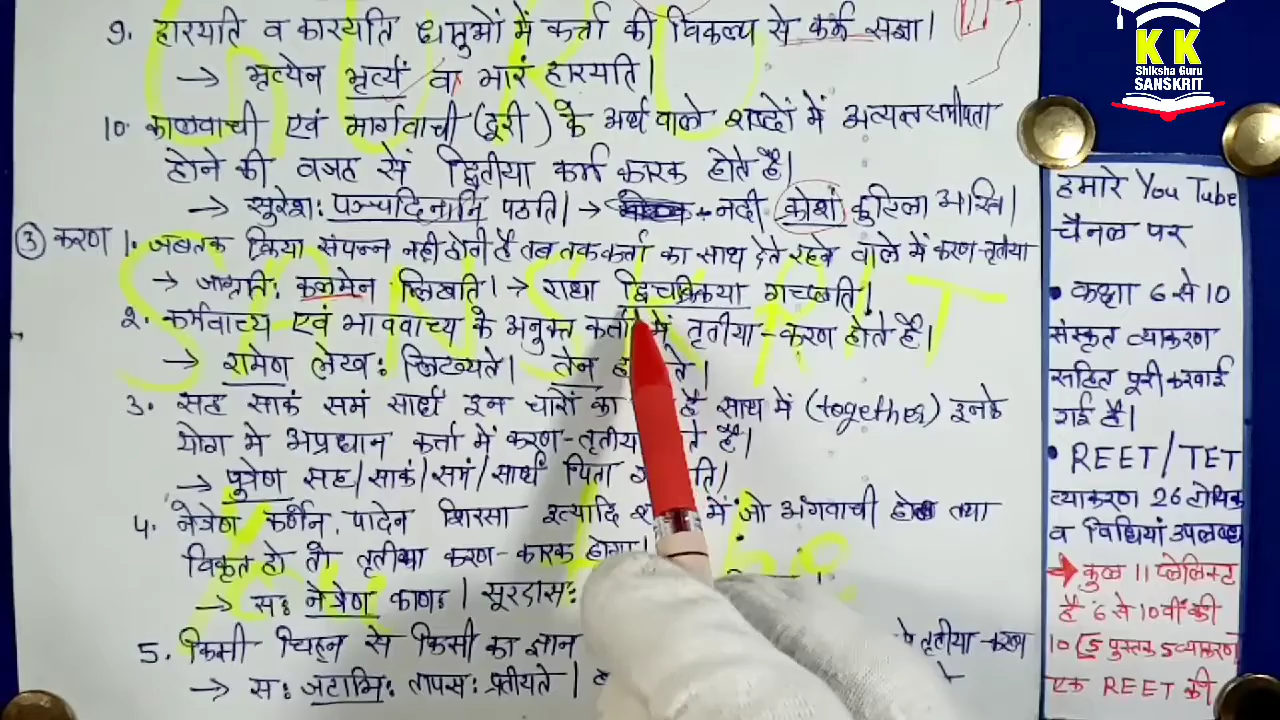 9. हारयति व कारयति धातुओं में कर्त्ता की विकल्प से कर्म संज्ञा।
→ भृत्येन भृत्यं वा भारं हारयति।
10. कालवाची एवं मार्गवाची (दूरी) के अर्थ वाले शब्दों में अत्यन्त समीपता
होने की वजह से द्वितीया कर्म कारक होते है।
→ सुरेशः पञ्चदिनानि पठति। → नदी क्रोशं कुटिला अस्ति।
③ करण 1. जबतक क्रिया संपन्न नही होती है तब तक कर्त्ता का साथ देते रहने वाले में करण-तृतीया
→ जाग्रतिः कलमेन लिखति। → राधा द्विचक्रिकया गच्छति।
2. कर्मवाच्य एवं भाववाच्य के अनुक्त कर्त्ता में तृतीया-करण होते है।
→ रामेण लेखः लिख्यते। तेन
3. सह साकं समं सार्धं इन चारों का है साथ में (together) इनके
योग मे अप्रधान कर्त्ता में करण-तृतीया है।
→ पुत्रेण सह/साकं/समं/सार्धं पिता
4. नेत्रेण कर्णेन, पादेन शिरसा इत्यादि में जो अंगवाची हो तथा
विकृत हो तो तृतीया करण-कारक होगा।
→ सः नेत्रेण काणः। सूरदासः
5. किसी चिह्न से किसी का ज्ञान तृतीया-करण
→ सः जटाभिः तापसः प्रतीयते।
KK
Shiksha Guru
SANSKRIT
हमारे You Tube
चैनल पर
• कक्षा 6 से 10
संस्कृत व्याकरण
सहित पूरी करवाई
गई है।
• REET/TET
व्याकरण 26 टोपिक
व विधियां उपलब्ध
→ कुल 11 प्लेलिस्ट
है 6 से 10वीं की
10 (5 पुस्तक 5 व्याकरण)
एक REET की